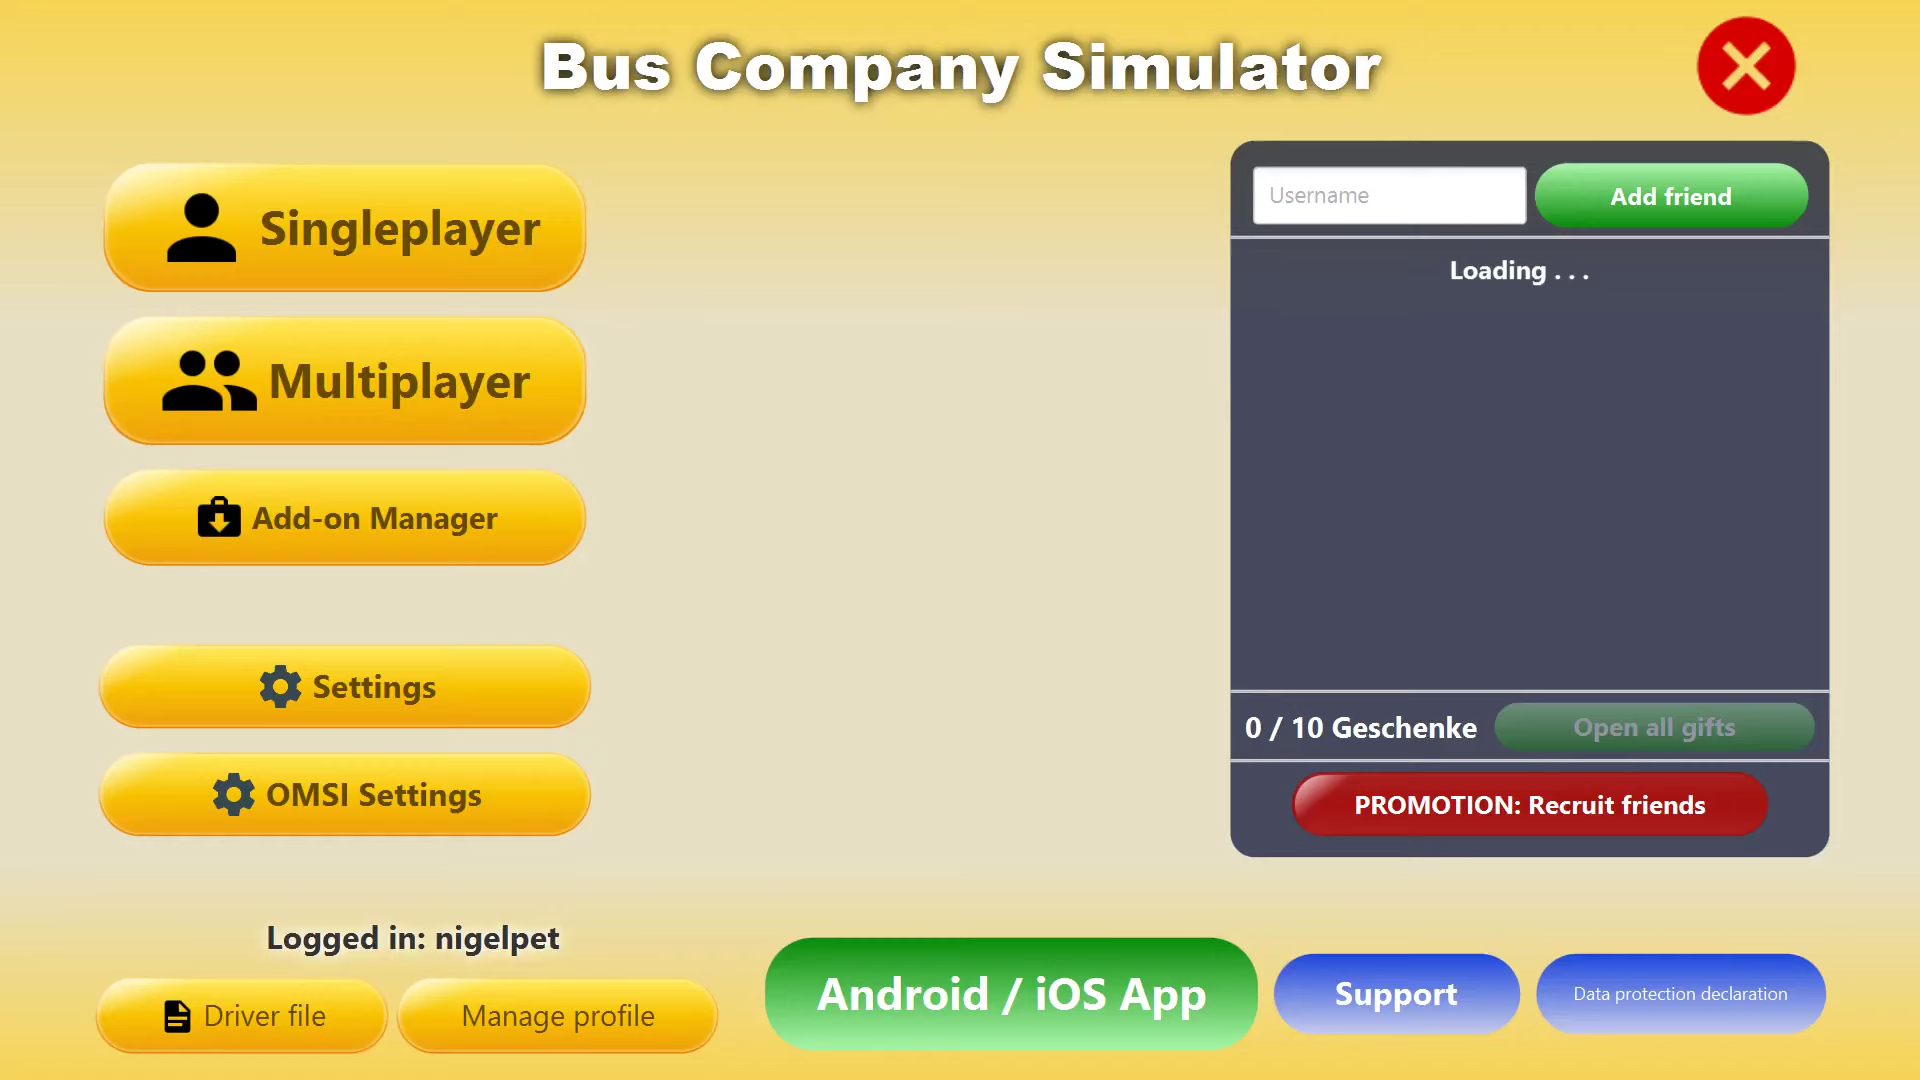 Bus Company Simulator
Singleplayer
Multiplayer
Add-on Manager
Settings
OMSI Settings
Logged in: nigelpet
Driver file
Manage profile
Username
Add friend
Loading . . .
0 / 10 Geschenke
Open all gifts
PROMOTION: Recruit friends
Android / iOS App
Support
Data protection declaration